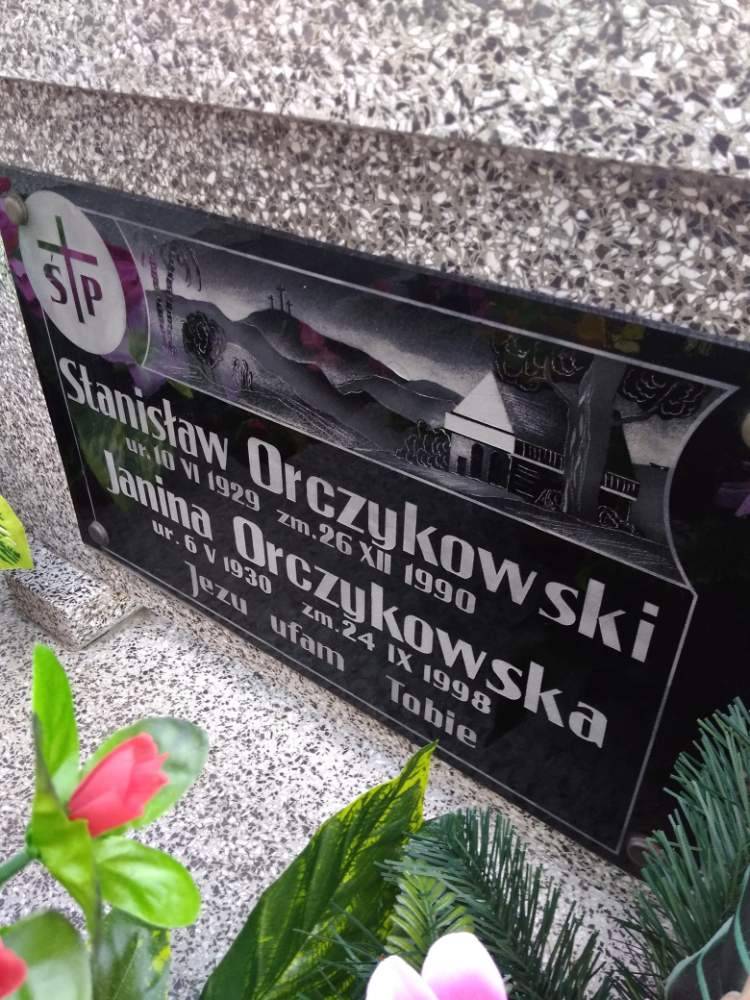 Ś P
Stanisław Orczykowski
ur. 10 VI 1929 zm. 26 XII 1990
Janina Orczykowska
ur. 6 V 1930 zm. 24 IX 1998
Jezu ufam Tobie